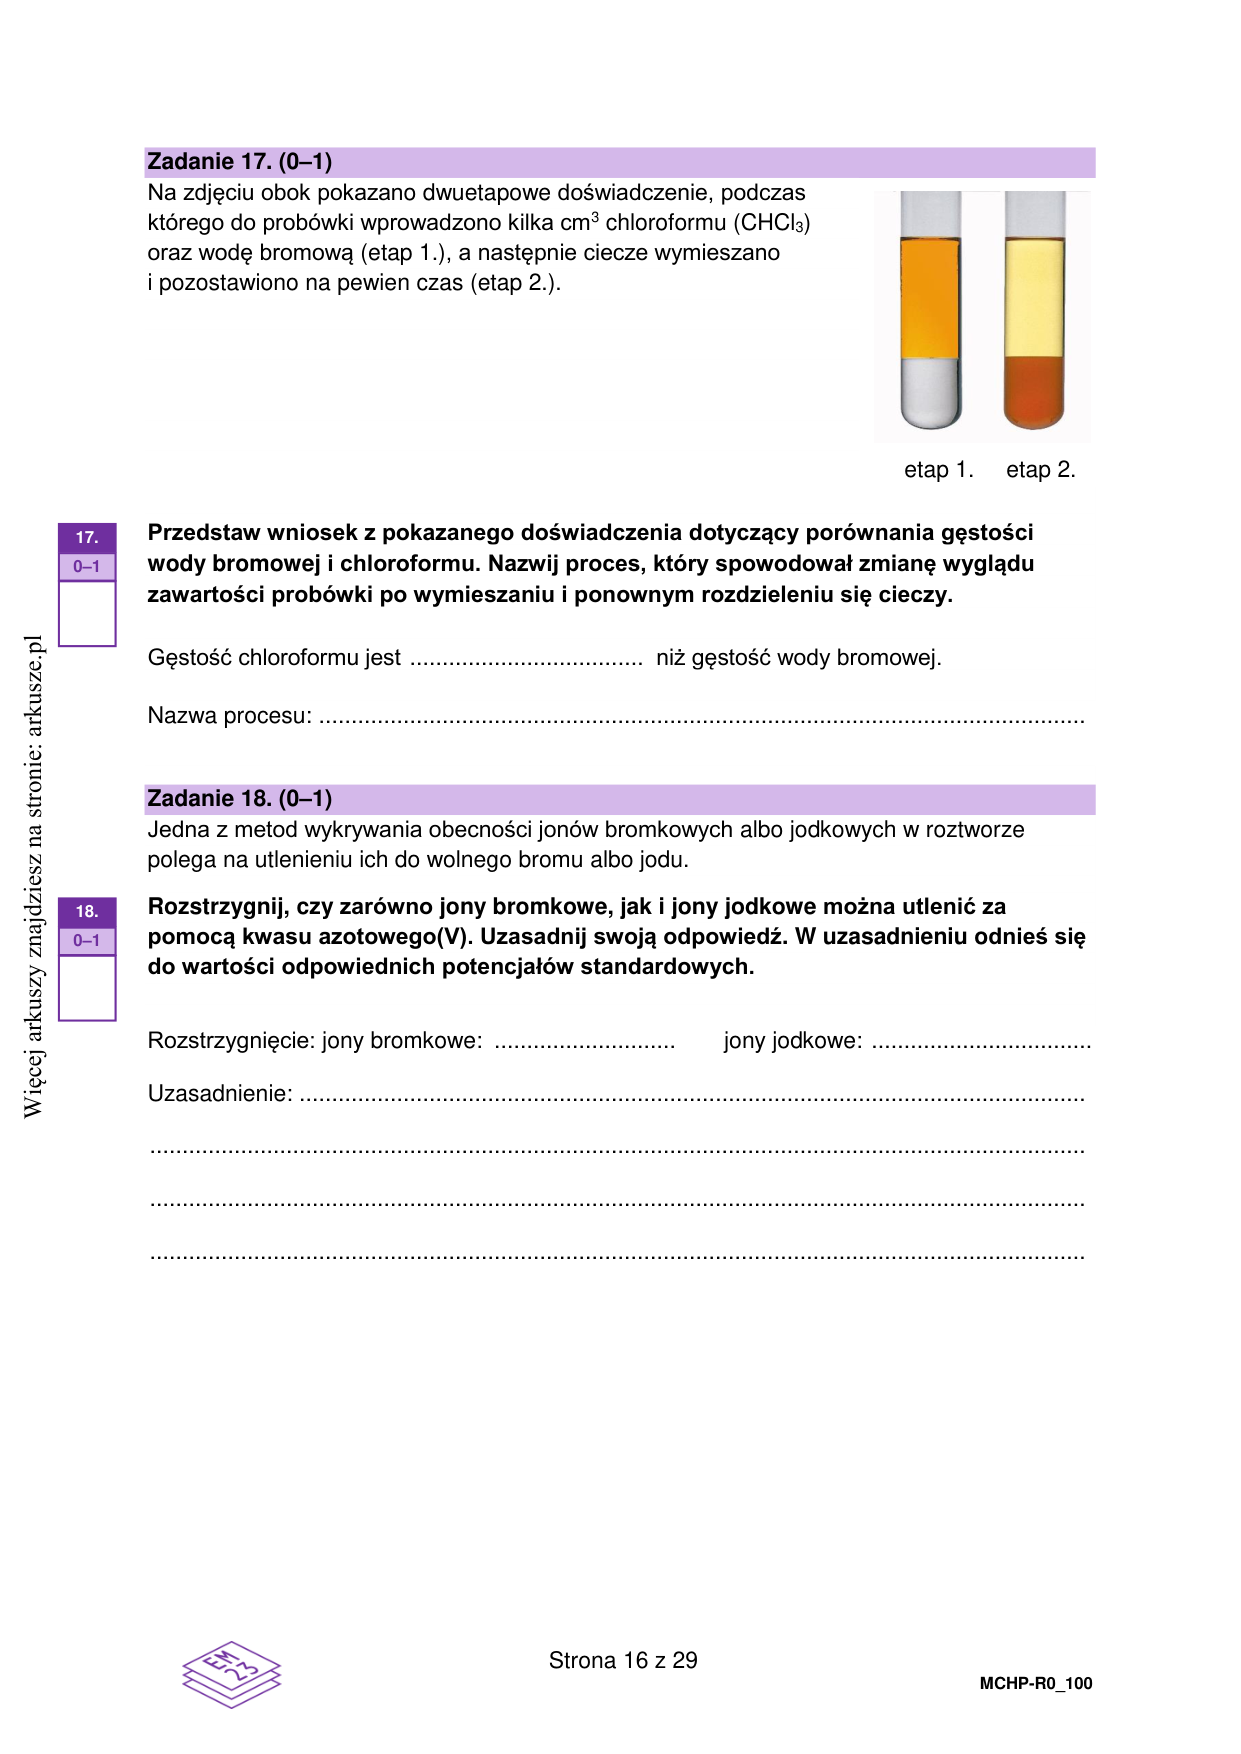 Zadanie 17. (0–1)
Na zdjęciu obok pokazano dwuetapowe doświadczenie, podczas
którego do probówki wprowadzono kilka cm³ chloroformu (CHCl₃)
oraz wodę bromową (etap 1.), a następnie ciecze wymieszano
i pozostawiono na pewien czas (etap 2.).
etap 1. etap 2.
17.
0–1
Przedstaw wniosek z pokazanego doświadczenia dotyczący porównania gęstości
wody bromowej i chloroformu. Nazwij proces, który spowodował zmianę wyglądu
zawartości probówki po wymieszaniu i ponownym rozdzieleniu się cieczy.
Gęstość chloroformu jest .................................... niż gęstość wody bromowej.
Nazwa procesu: ......................................................................................................................
Zadanie 18. (0–1)
Jedna z metod wykrywania obecności jonów bromkowych albo jodkowych w roztworze
polega na utlenieniu ich do wolnego bromu albo jodu.
18.
0–1
Rozstrzygnij, czy zarówno jony bromkowe, jak i jony jodkowe można utlenić za
pomocą kwasu azotowego(V). Uzasadnij swoją odpowiedź. W uzasadnieniu odnieś się
do wartości odpowiednich potencjałów standardowych.
Rozstrzygnięcie: jony bromkowe: ............................ jony jodkowe: ..................................
Uzasadnienie: .........................................................................................................................
................................................................................................................................................
................................................................................................................................................
................................................................................................................................................
Więcej arkuszy znajdziesz na stronie: arkusze.pl
EM
23
Strona 16 z 29
MCHP-R0_100